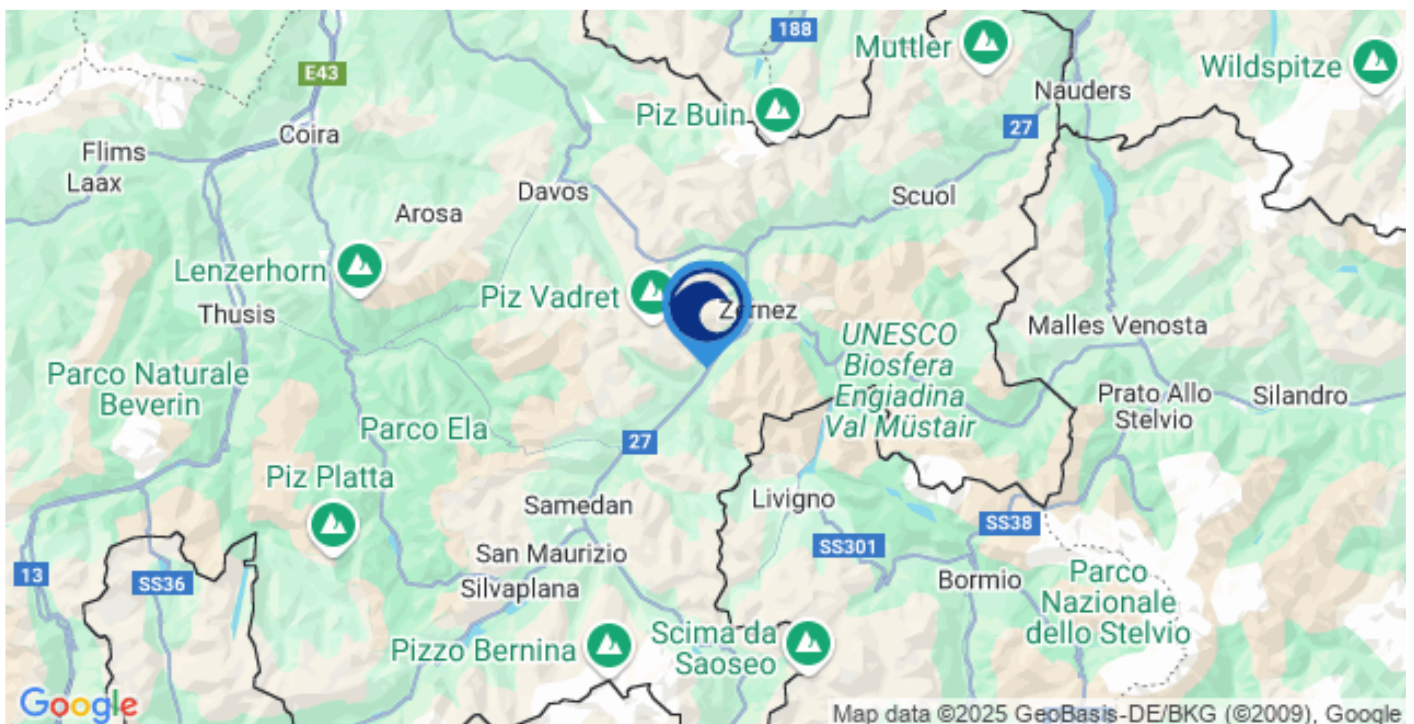 188
Muttler
Wildspitze
E43
Nauders
Piz Buin
27
Coira
Flims
Laax
Davos
Scuol
Arosa
Lenzerhorn
Piz Vadret
Zernez
Thusis
UNESCO
Biosfera
Engiadina
Val Müstair
Malles Venosta
Parco Naturale
Beverin
Prato Allo
Stelvio
Silandro
Parco Ela
27
Piz Platta
Samedan
Livigno
SS38
San Maurizio
SS301
13
SS36
Silvaplana
Bormio
Parco
Nazionale
dello Stelvio
Pizzo Bernina
Scima da
Saoseo
Google
Map data ©2025 GeoBasis-DE/BKG (©2009), Google